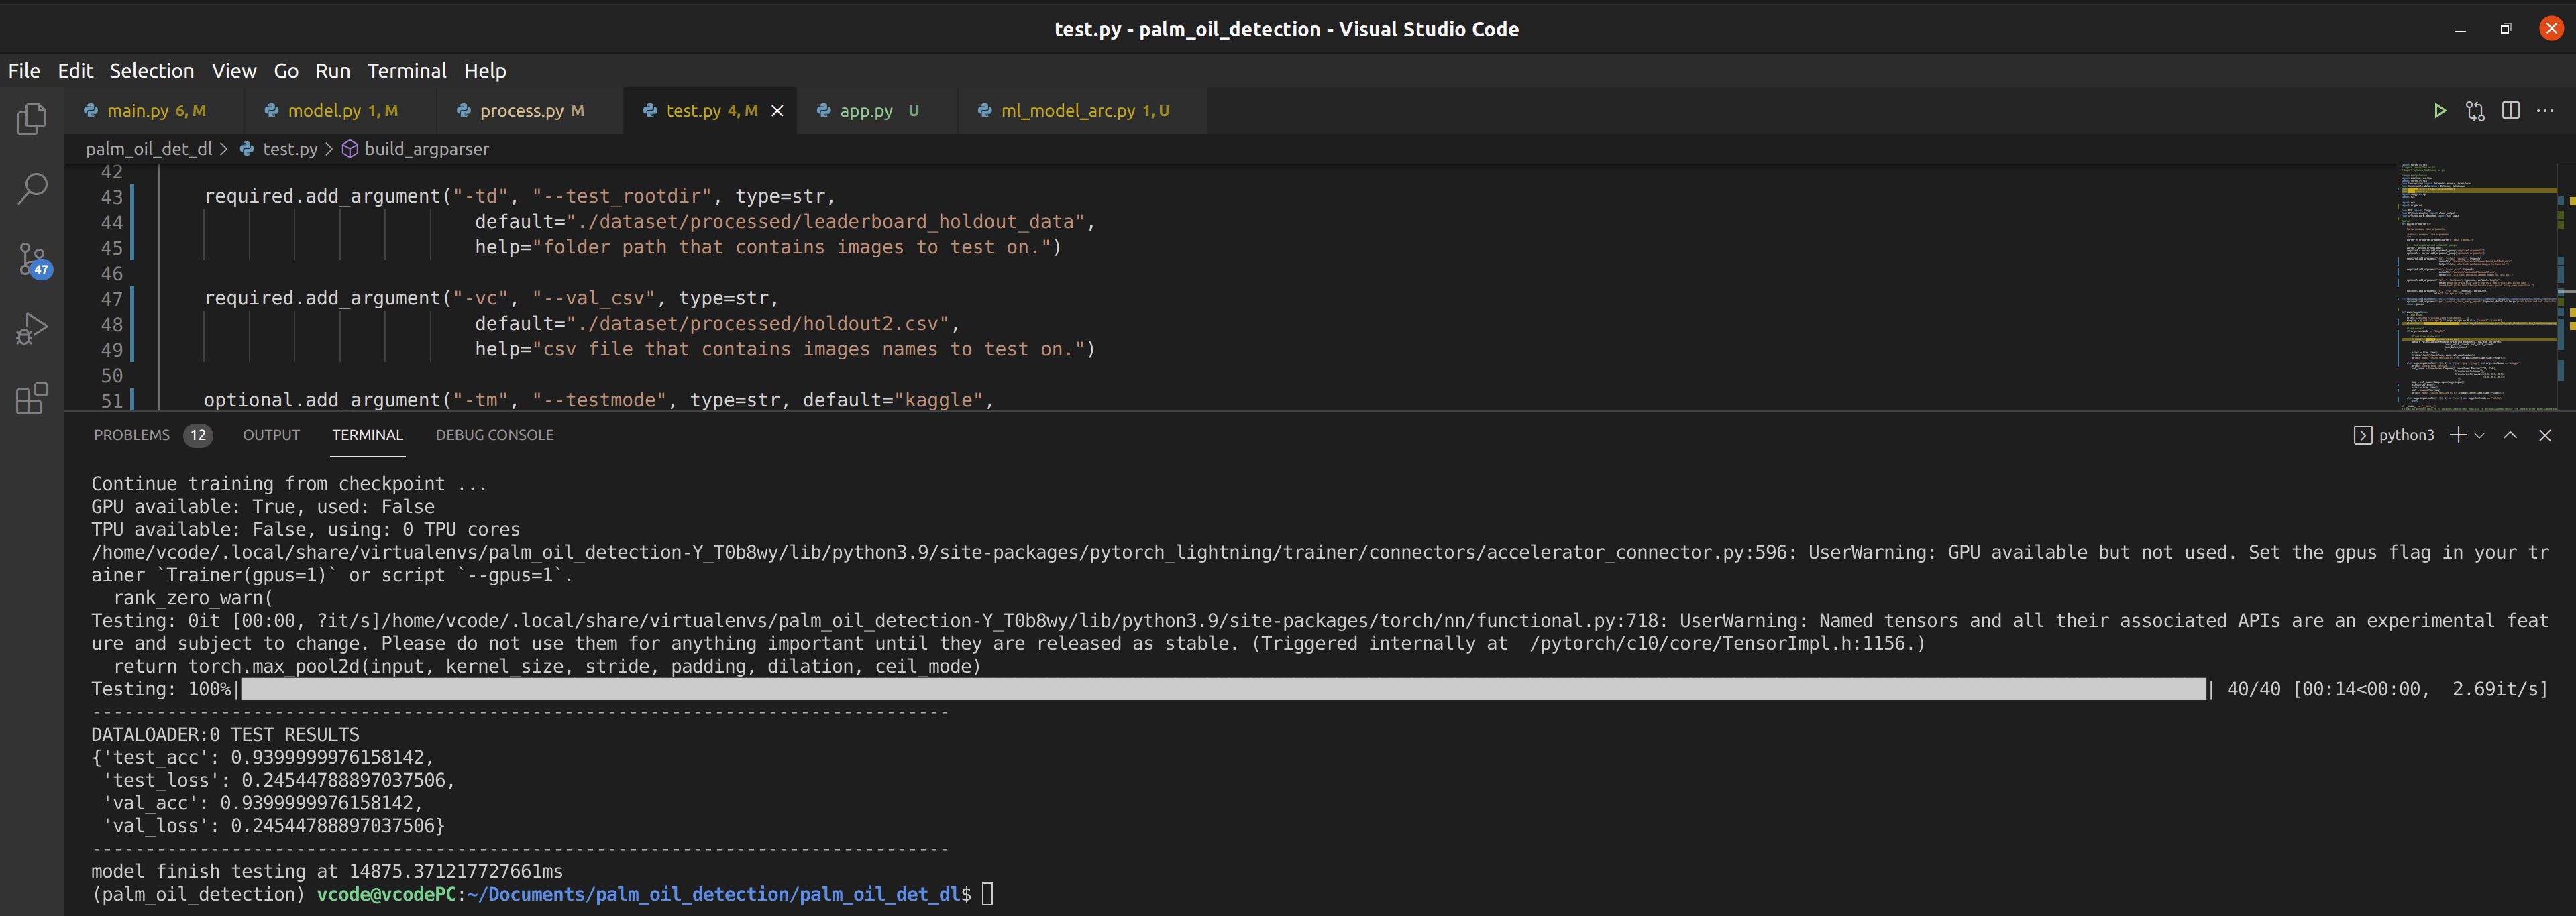 test.py - palm_oil_detection - Visual Studio Code
File Edit Selection View Go Run Terminal Help
main.py 6, M model.py 1, M process.py M test.py 4, M app.py U ml_model_arc.py 1, U
palm_oil_det_dl > test.py > build_argparser
42
43 required.add_argument("-td", "--test_rootdir", type=str,
44 default="./dataset/processed/leaderboard_holdout_data",
45 help="folder path that contains images to test on.")
46
47 required.add_argument("-vc", "--val_csv", type=str,
48 default="./dataset/processed/holdout2.csv",
49 help="csv file that contains images names to test on.")
50
51 optional.add_argument("-tm", "--testmode", type=str, default="kaggle",
47
PROBLEMS 12 OUTPUT TERMINAL DEBUG CONSOLE python3
Continue training from checkpoint ...
GPU available: True, used: False
TPU available: False, using: 0 TPU cores
/home/vcode/.local/share/virtualenvs/palm_oil_detection-Y_T0b8wy/lib/python3.9/site-packages/pytorch_lightning/trainer/connectors/accelerator_connector.py:596: UserWarning: GPU available but not used. Set the gpus flag in your tr
ainer `Trainer(gpus=1)` or script `--gpus=1`.
rank_zero_warn(
Testing: 0it [00:00, ?it/s]/home/vcode/.local/share/virtualenvs/palm_oil_detection-Y_T0b8wy/lib/python3.9/site-packages/torch/nn/functional.py:718: UserWarning: Named tensors and all their associated APIs are an experimental feat
ure and subject to change. Please do not use them for anything important until they are released as stable. (Triggered internally at  /pytorch/c10/core/TensorImpl.h:1156.)
return torch.max_pool2d(input, kernel_size, stride, padding, dilation, ceil_mode)
Testing: 100%| | 40/40 [00:14<00:00,  2.69it/s]
--------------------------------------------------------------------------------
DATALOADER:0 TEST RESULTS
{'test_acc': 0.9399999976158142,
'test_loss': 0.24544788897037506,
'val_acc': 0.9399999976158142,
'val_loss': 0.24544788897037506}
--------------------------------------------------------------------------------
model finish testing at 14875.371217727661ms
(palm_oil_detection) vcode@vcodePC:~/Documents/palm_oil_detection/palm_oil_det_dl$